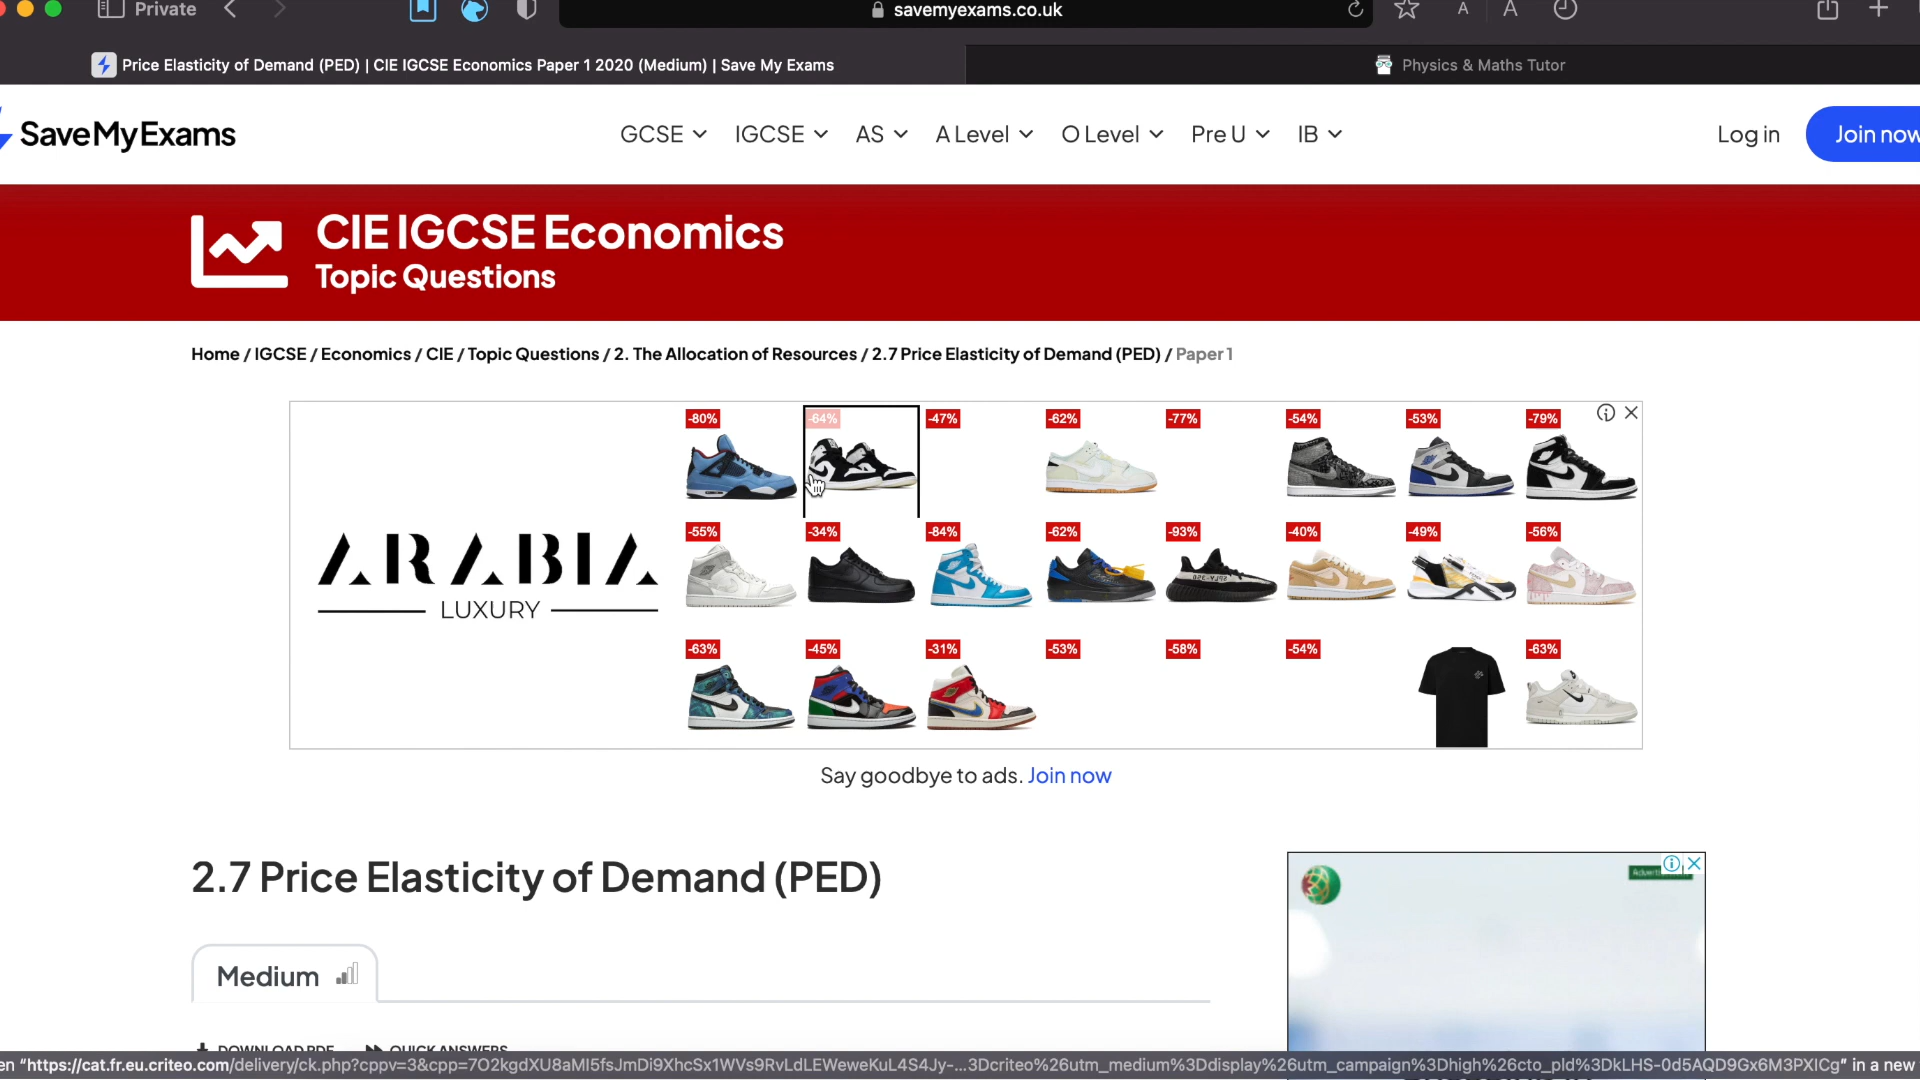 Private
savemyexams.co.uk
A A
Price Elasticity of Demand (PED) | CIE IGCSE Economics Paper 1 2020 (Medium) | Save My Exams
Physics & Maths Tutor
SaveMyExams
GCSE IGCSE AS A Level O Level Pre U IB
Log in
Join now
CIE IGCSE Economics
Topic Questions
Home / IGCSE / Economics / CIE / Topic Questions / 2. The Allocation of Resources / 2.7 Price Elasticity of Demand (PED) / Paper 1
-80% -64% -47% -62% -77% -54% -53% -79%
-55% -34% -84% -62% -93% -40% -49% -56%
ARABIA
LUXURY
-63% -45% -31% -53% -58% -54% -63%
Say goodbye to ads. Join now
2.7 Price Elasticity of Demand (PED)
Medium
DOWNLOAD PDF QUICK ANSWERS
en "https://cat.fr.eu.criteo.com/delivery/ck.php?cppv=3&cpp=7O2kgdXU8aMI5fsJmDi9XhcSx1WVs9RvLdLEWeweKuL4S4Jy-...3Dcriteo%26utm_medium%3Ddisplay%26utm_campaign%3Dhigh%26cto_pld%3DkLHS-0d5AQD9Gx6M3PXICg" in a new